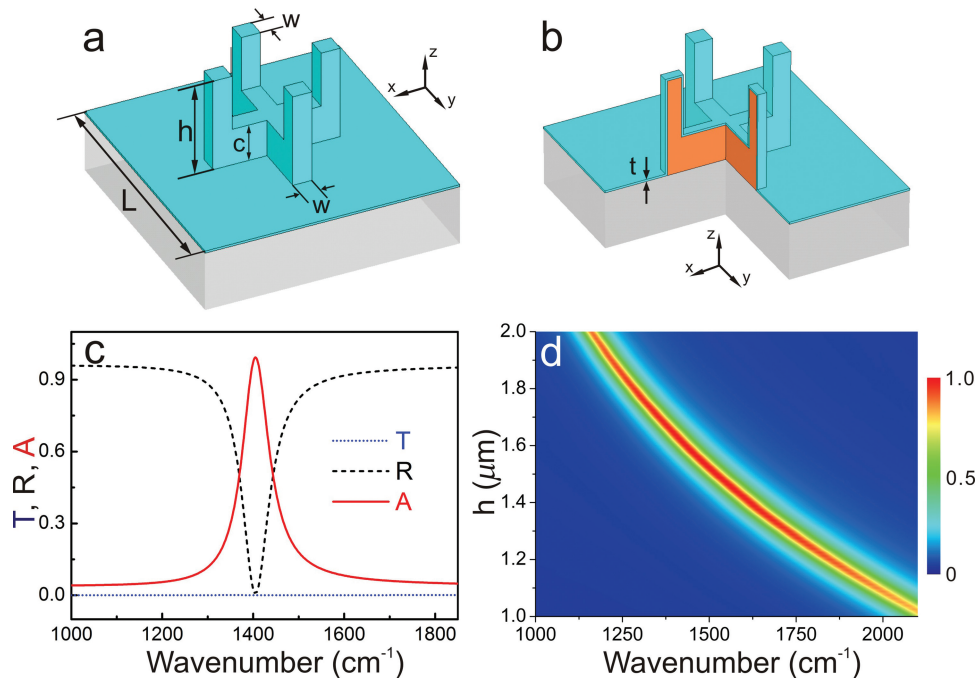 a
w
h
c
L
w
x
z
y
b
t
x
z
y
z
x
y
c
T, R, A
0.9
0.6
0.3
0.0
T
R
A
1000 1200 1400 1600 1800
Wavenumber (cm⁻¹)
d
h (μm)
2.0
1.8
1.6
1.4
1.2
1.0
1000 1250 1500 1750 2000
Wavenumber (cm⁻¹)
1.0
0.5
0